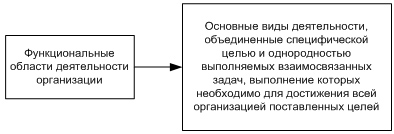 Функциональные
области деятельности
организации
Основные виды деятельности,
объединенные специфической
целью и однородностью
выполняемых взаимосвязанных
задач, выполнение которых
необходимо для достижения всей
организацией поставленных целей